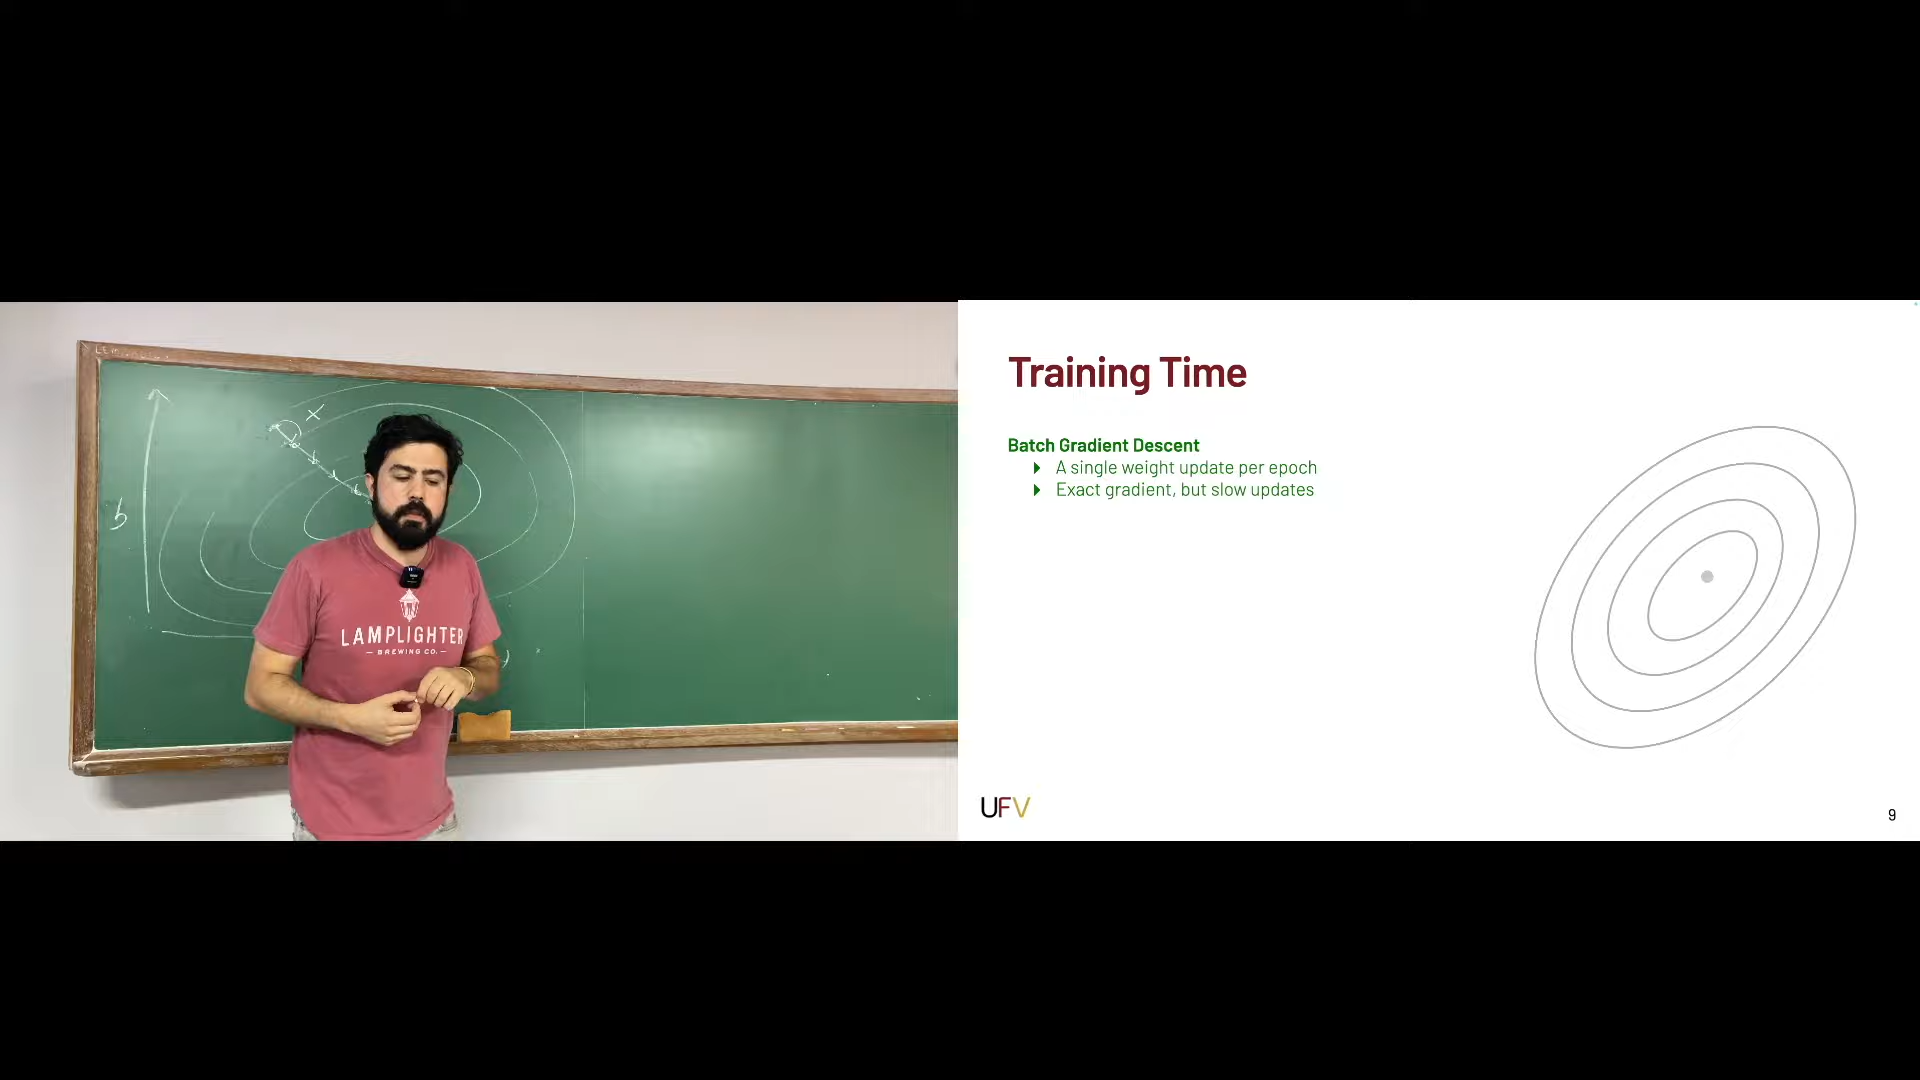 b
x
LAMPLIGHTER
— BREWING CO. —
Training Time
Batch Gradient Descent
A single weight update per epoch
Exact gradient, but slow updates
UFV
9